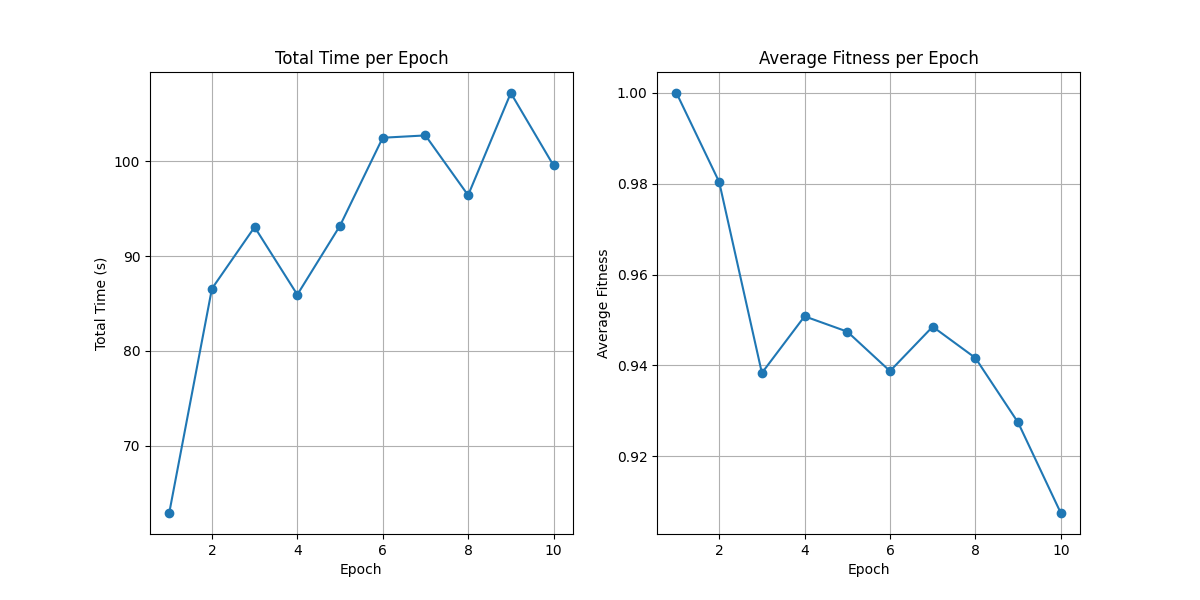 Total Time per Epoch
Total Time (s)
100
90
80
70
2 4 6 8 10
Epoch
Average Fitness per Epoch
Average Fitness
1.00
0.98
0.96
0.94
0.92
2 4 6 8 10
Epoch